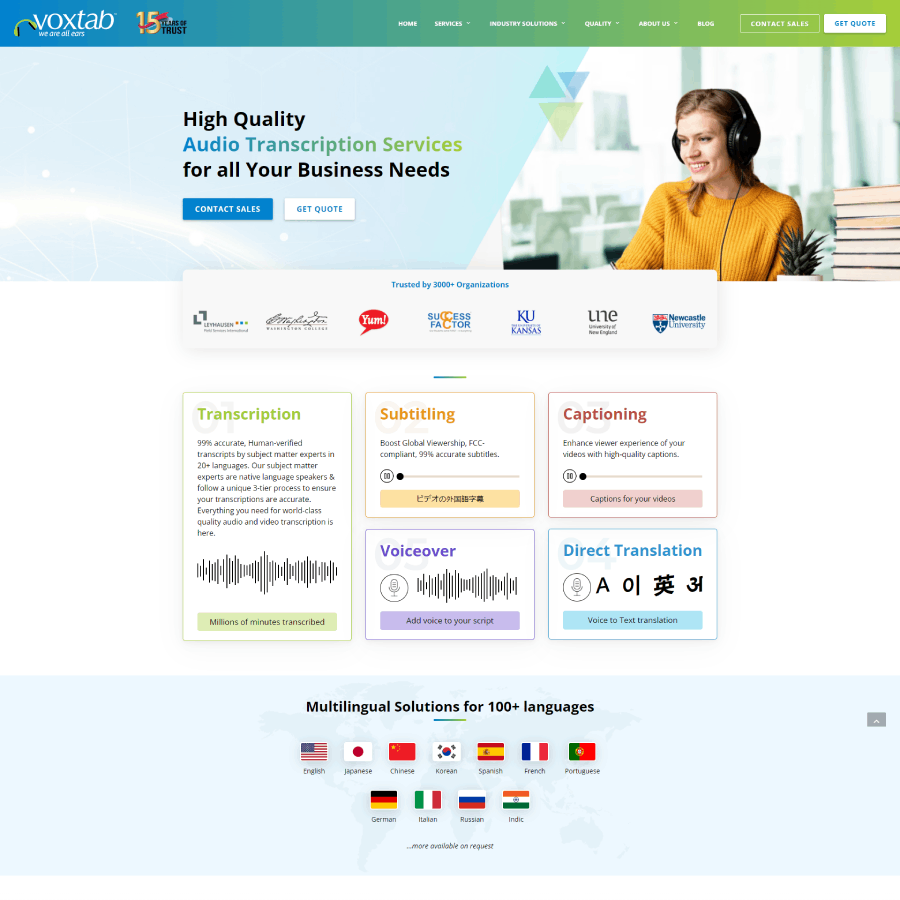 voxtab
we are all ears
15 YEARS OF
TRUST
HOME
SERVICES
INDUSTRY SOLUTIONS
QUALITY
ABOUT US
BLOG
CONTACT SALES
GET QUOTE
High Quality
Audio Transcription Services
for all Your Business Needs
CONTACT SALES
GET QUOTE
Trusted by 3000+ Organizations
LEYHAUSEN
Field Services International
Washington
WASHINGTON COLLEGE
Yum!
SUCCESS
FACTOR
KU
THE UNIVERSITY OF
KANSAS
une
University of
New England
Newcastle
University
01
Transcription
99% accurate, Human-verified
transcripts by subject matter experts in
20+ languages. Our subject matter
experts are native language speakers &
follow a unique 3-tier process to ensure
your transcriptions are accurate.
Everything you need for world-class
quality audio and video transcription is
here.
Millions of minutes transcribed
02
Subtitling
Boost Global Viewership, FCC-
compliant, 99% accurate subtitles.
ビデオの外国語字幕
03
Captioning
Enhance viewer experience of your
videos with high-quality captions.
Captions for your videos
05
Voiceover
Add voice to your script
04
Direct Translation
A 이 英 अ
Voice to Text translation
Multilingual Solutions for 100+ languages
English
Japanese
Chinese
Korean
Spanish
French
Portuguese
German
Italian
Russian
Indic
...more available on request